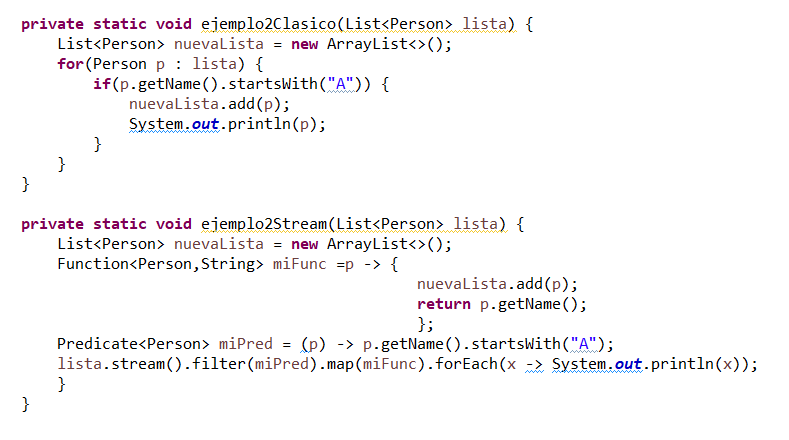 private static void ejemplo2Clasico(List<Person> lista) {
    List<Person> nuevaLista = new ArrayList<>();
    for(Person p : lista) {
        if(p.getName().startsWith("A")) {
            nuevaLista.add(p);
            System.out.println(p);
        }
    }
}

private static void ejemplo2Stream(List<Person> lista) {
    List<Person> nuevaLista = new ArrayList<>();
    Function<Person,String> miFunc =p -> {
                                            nuevaLista.add(p);
                                            return p.getName();
                                            };
    Predicate<Person> miPred = (p) -> p.getName().startsWith("A");
    lista.stream().filter(miPred).map(miFunc).forEach(x -> System.out.println(x));
    }
}